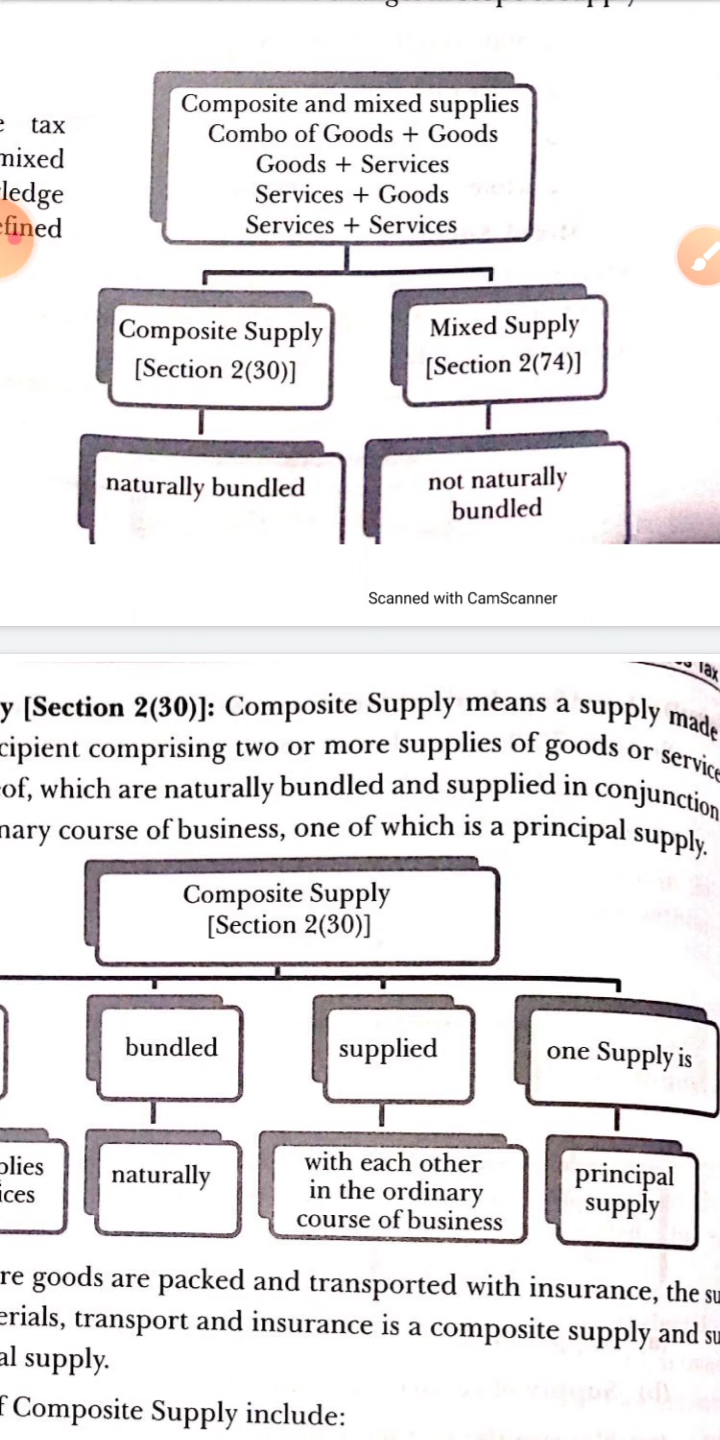 tax
Composite and mixed supplies
mixed
Combo of Goods + Goods
Goods + Services
Services + Goods
Services + Services
Composite Supply
[Section 2(30)]
Mixed Supply
[Section 2(74)]
naturally bundled
not naturally
bundled
Scanned with CamScanner
y [Section 2(30)]: Composite Supply means a supply made
cipient comprising two or more supplies of goods or service
of, which are naturally bundled and supplied in conjunction
nary course of business, one of which is a principal supply.
Composite Supply
[Section 2(30)]
bundled
supplied
one Supply is
plies
ices
naturally
with each other
in the ordinary
course of business
principal
supply
re goods are packed and transported with insurance, the su
erials, transport and insurance is a composite supply and su
al supply.
f Composite Supply include: